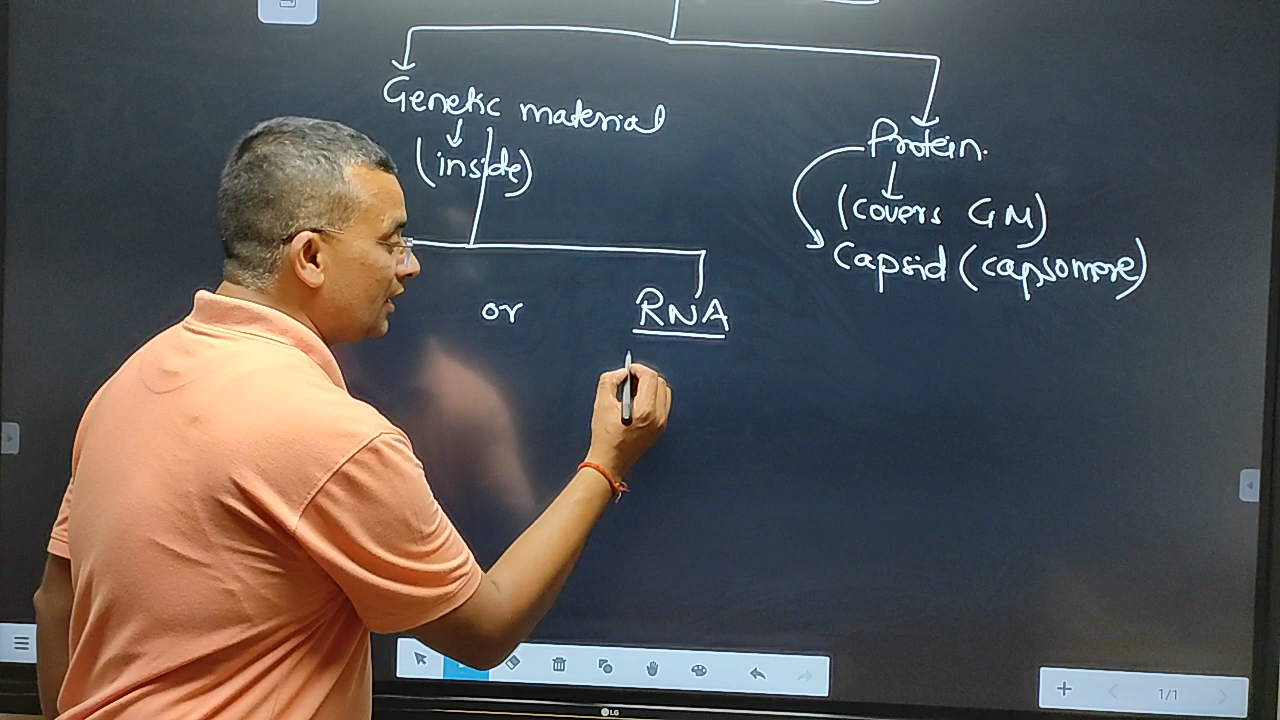 Genetic material
(inside)
or
RNA
Protein.
(covers GM)
Capsid (capsomere)
1/1
LG